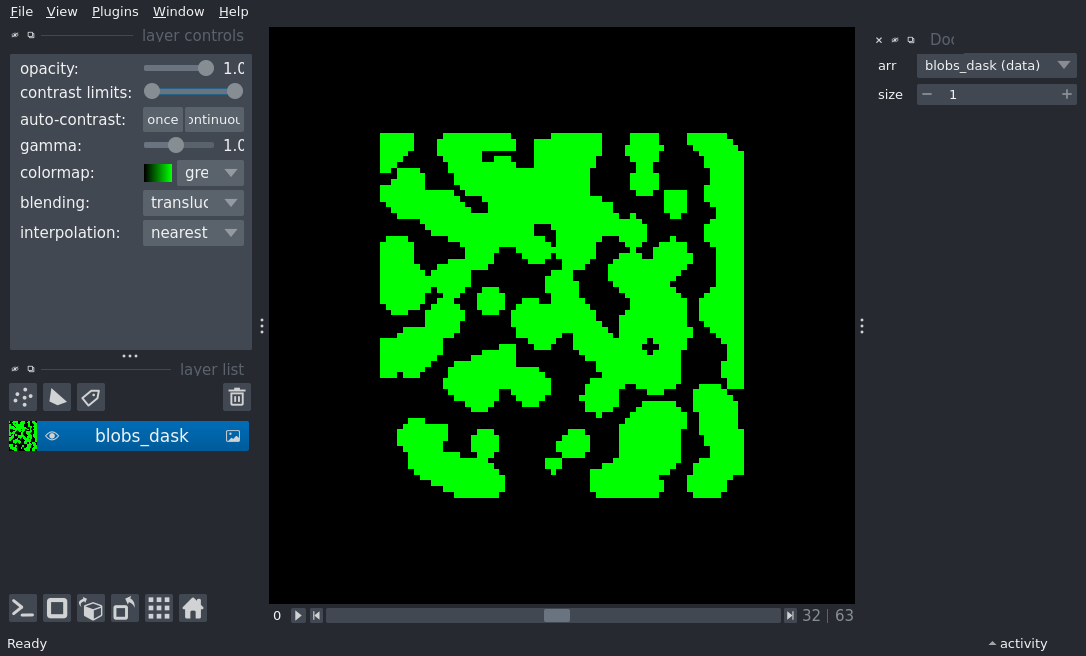 File View Plugins Window Help
layer controls
opacity: 1.0
contrast limits:
auto-contrast: once ontinuou
gamma: 1.0
colormap: gre
blending: transluc
interpolation: nearest
layer list
blobs_dask
0 32 | 63
Ready
Doc
arr blobs_dask (data)
size 1
activity